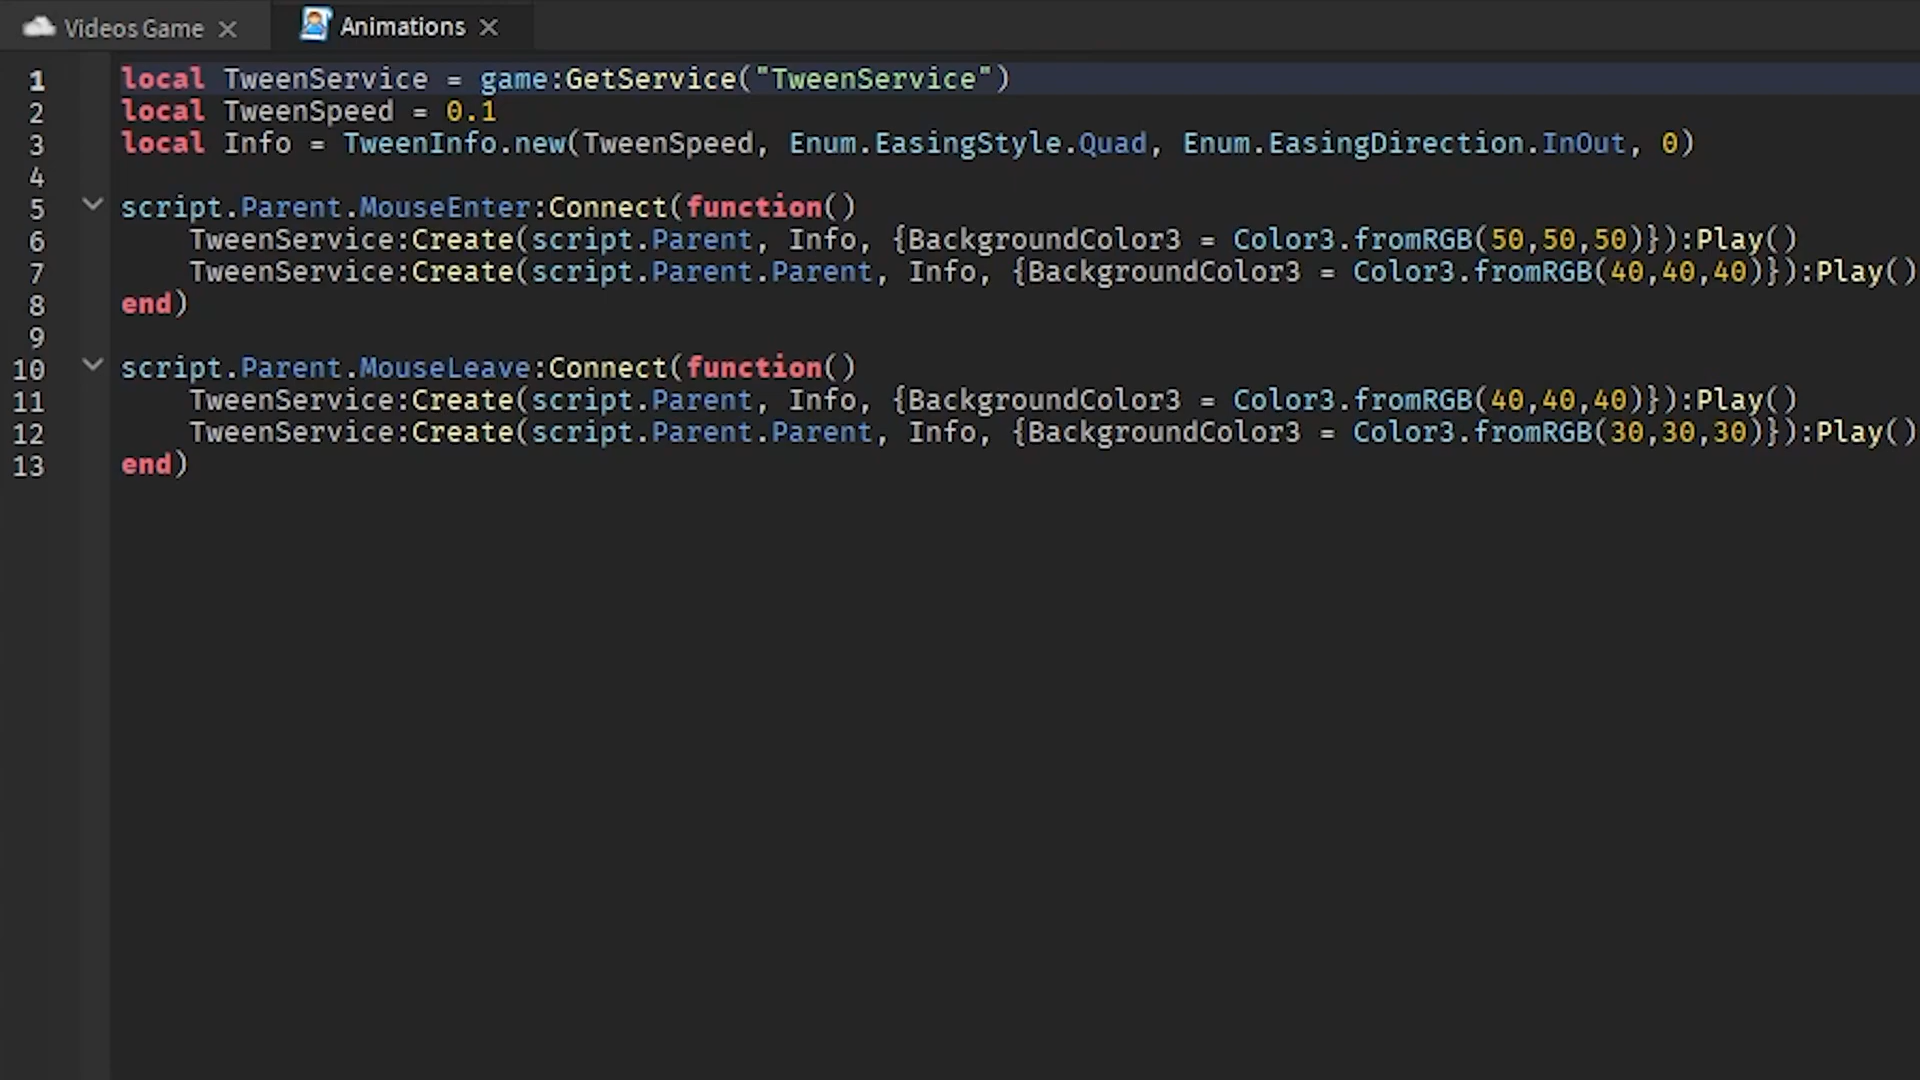 Videos Game
Animations
1 local TweenService = game:GetService("TweenService")
2 local TweenSpeed = 0.1
3 local Info = TweenInfo.new(TweenSpeed, Enum.EasingStyle.Quad, Enum.EasingDirection.InOut, 0)
4
5 script.Parent.MouseEnter:Connect(function()
6 TweenService:Create(script.Parent, Info, {BackgroundColor3 = Color3.fromRGB(50,50,50)}):Play()
7 TweenService:Create(script.Parent.Parent, Info, {BackgroundColor3 = Color3.fromRGB(40,40,40)}):Play()
8 end)
9
10 script.Parent.MouseLeave:Connect(function()
11 TweenService:Create(script.Parent, Info, {BackgroundColor3 = Color3.fromRGB(40,40,40)}):Play()
12 TweenService:Create(script.Parent.Parent, Info, {BackgroundColor3 = Color3.fromRGB(30,30,30)}):Play()
13 end)